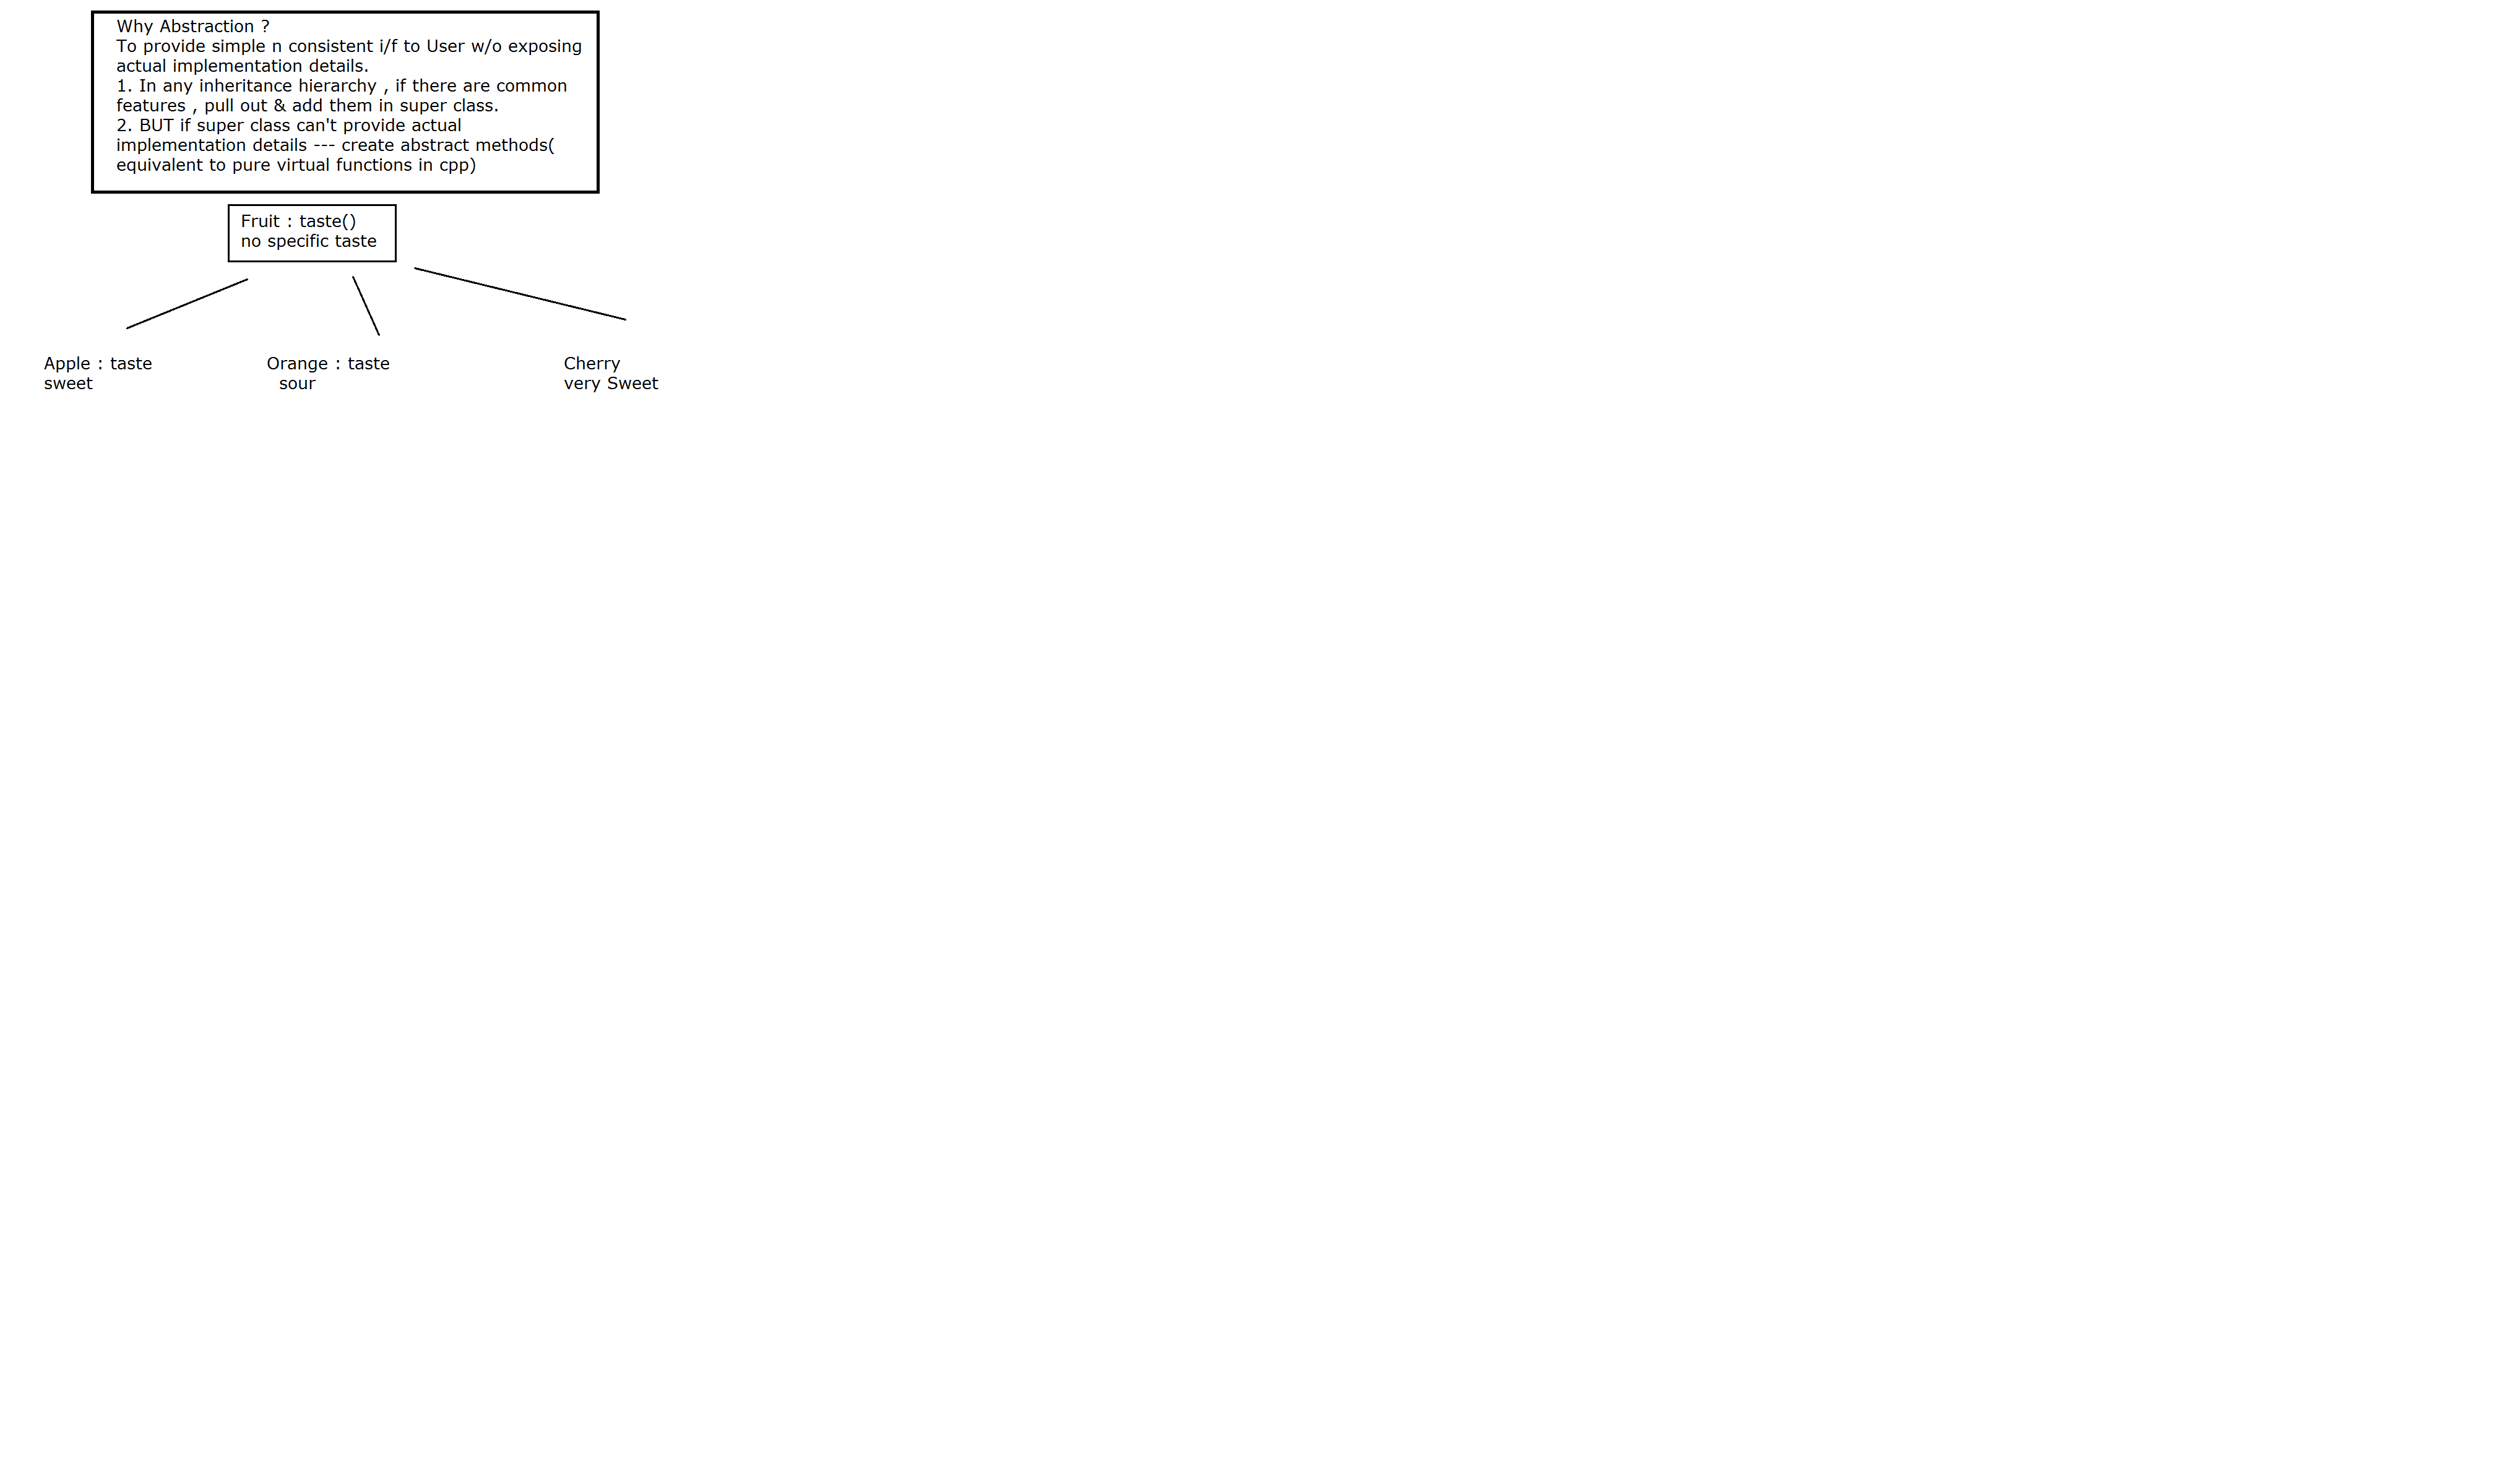 Why Abstraction ?
To provide simple n consistent i/f to User w/o exposing
actual implementation details.
1. In any inheritance hierarchy , if there are common
features , pull out & add them in super class.
2. BUT if super class can't provide actual
implementation details --- create abstract methods(
equivalent to pure virtual functions in cpp)
Fruit : taste()
no specific taste
Apple : taste
sweet
Orange : taste
sour
Cherry
very Sweet